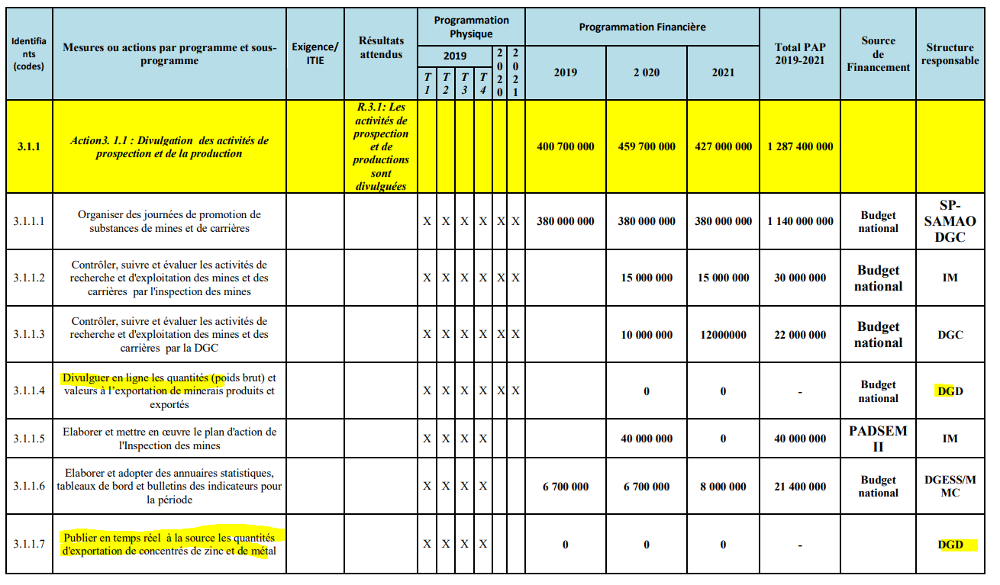 Identifia
nts
(codes)
Mesures ou actions par programme et sous-
programme
Exigence/
ITIE
Résultats
attendus
Programmation
Physique
2019
T
1
T
2
T
3
T
4
2
0
2
0
2
0
2
1
Programmation Financière
2019
2 020
2021
Total PAP
2019-2021
Source
de
Financement
Structure
responsable
3.1.1
Action3. 1.1 : Divulgation des activités de
prospection et de la production
R.3.1: Les
activités de
prospection
et de
productions
sont
divulguées
400 700 000
459 700 000
427 000 000
1 287 400 000
3.1.1.1
Organiser des journées de promotion de
substances de mines et de carrières
X X X X X X
380 000 000
380 000 000
380 000 000
1 140 000 000
Budget
national
SP-
SAMAO
DGC
3.1.1.2
Contrôler, suivre et évaluer les activités de
recherche et d'exploitation des mines et des
carrières par l'inspection des mines
X X X X X X
15 000 000
15 000 000
30 000 000
Budget
national
IM
3.1.1.3
Contrôler, suivre et évaluer les activités de
recherche et d'exploitation des mines et des
carrières par la DGC
X X X X X X
10 000 000
12000000
22 000 000
Budget
national
DGC
3.1.1.4
Divulguer en ligne les quantités (poids brut) et
valeurs à l'exportation de minerais produits et
exportés
X X X X X X
0
0
-
Budget
national
DGD
3.1.1.5
Elaborer et mettre en œuvre le plan d'action de
l'Inspection des mines
X X X X
40 000 000
0
40 000 000
PADSEM
II
IM
3.1.1.6
Elaborer et adopter des annuaires statistiques,
tableaux de bord et bulletins des indicateurs pour
la période
X X X X
6 700 000
6 700 000
8 000 000
21 400 000
Budget
national
DGESS/M
MC
3.1.1.7
Publier en temps réel à la source les quantités
d'exportation de concentrés de zinc et de métal
X X X X
0
0
0
-
DGD